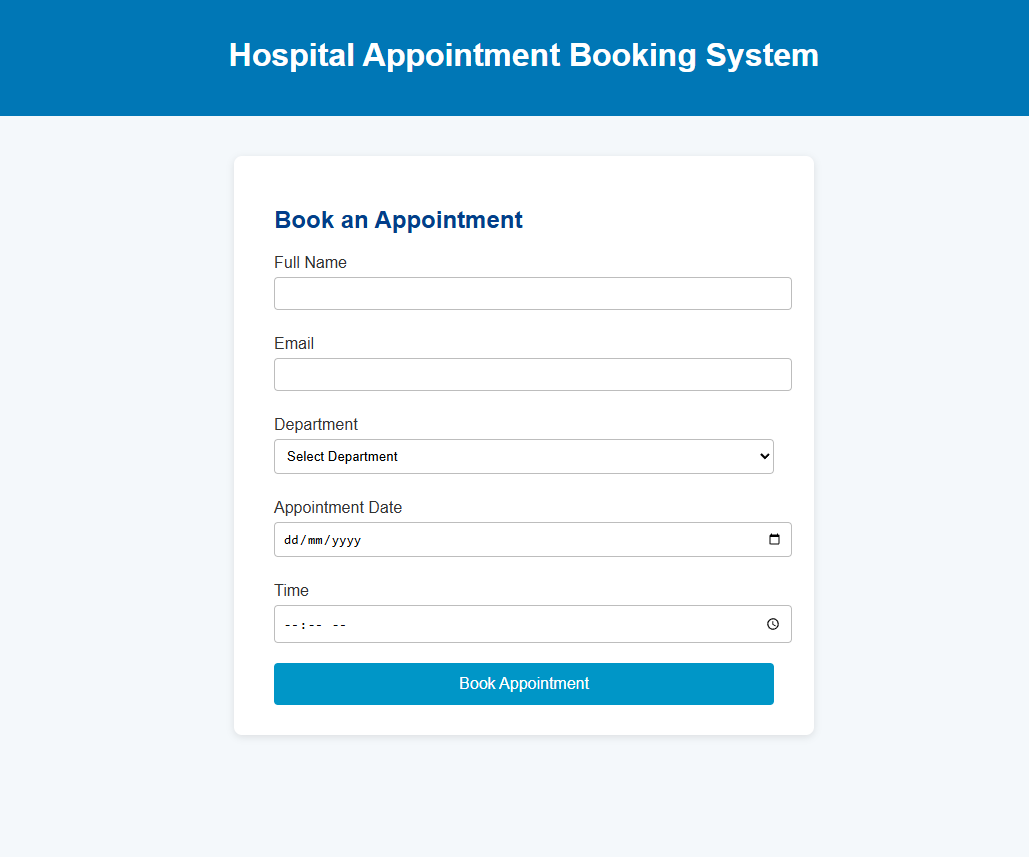 Hospital Appointment Booking System
Book an Appointment
Full Name
Email
Department
Select Department
Appointment Date
dd/mm/yyyy
Time
--:-- --
Book Appointment